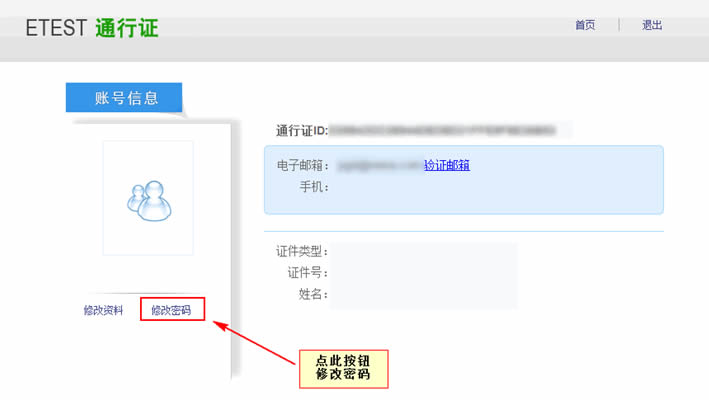 ETEST 通行证
首页 | 退出
账号信息
通行证ID:
电子邮箱： 验证邮箱
手机：
证件类型：
证件号：
姓名：
修改资料 修改密码
点此按钮
修改密码